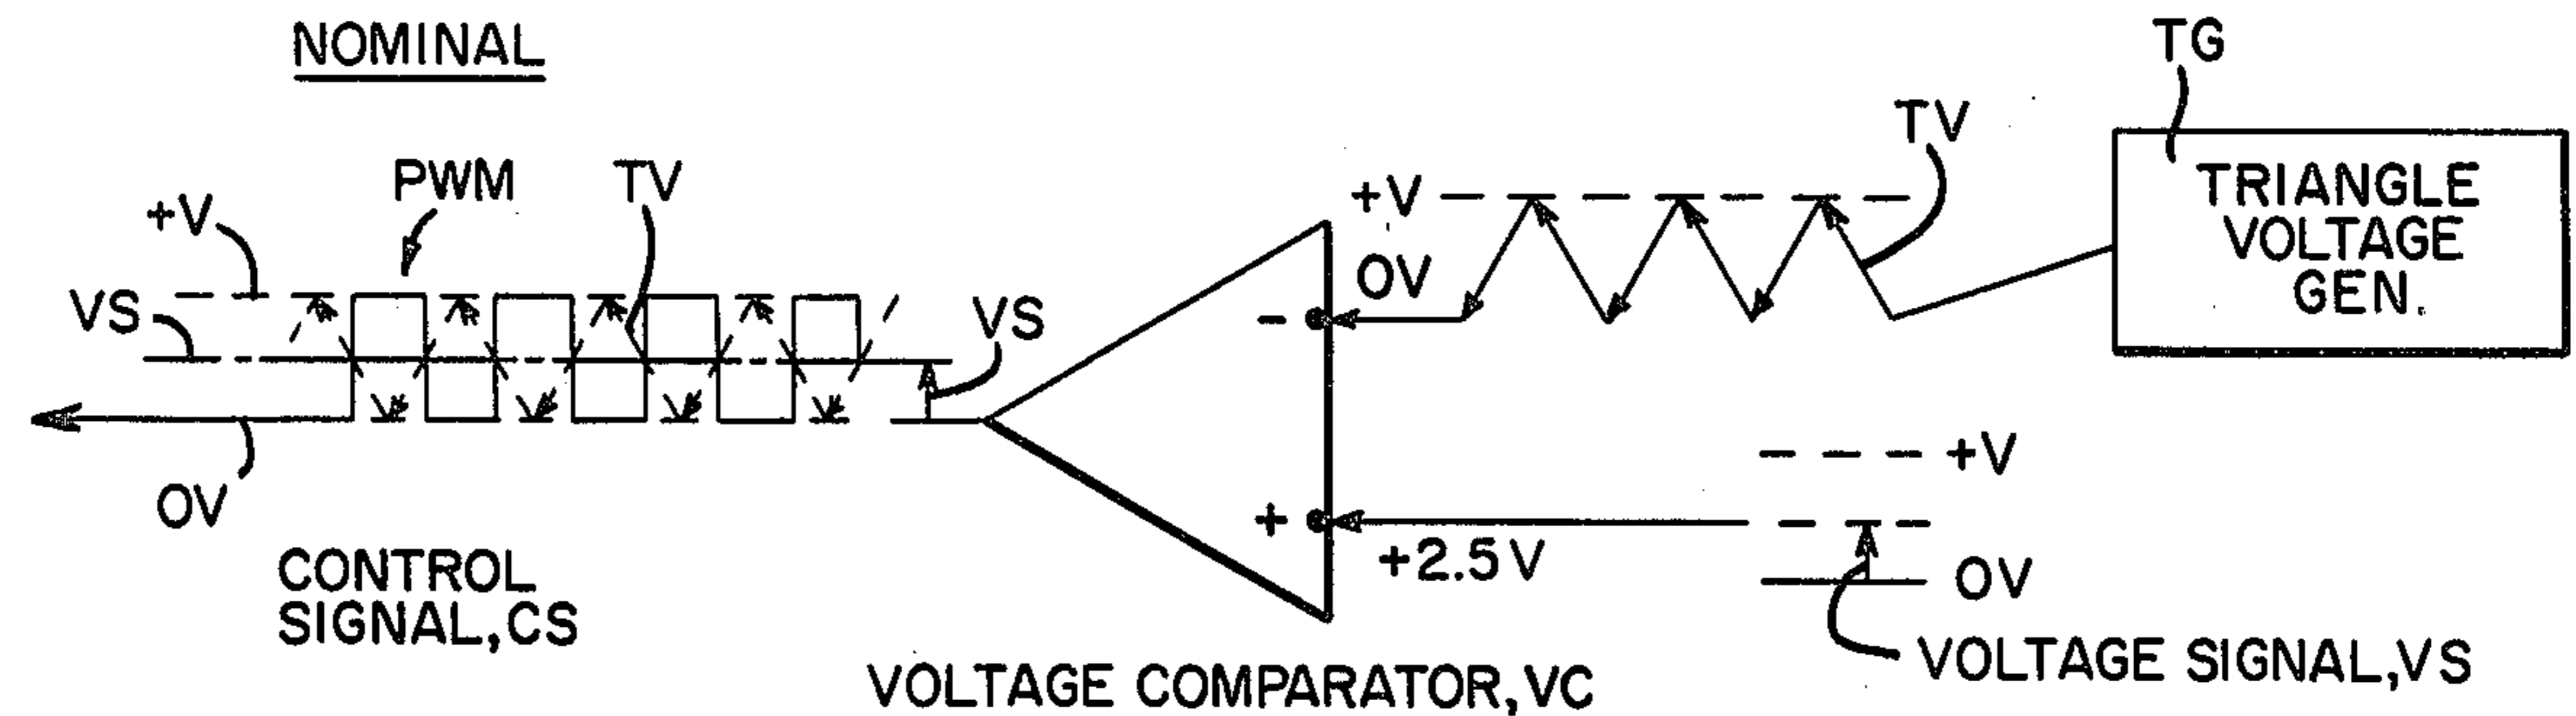 NOMINAL
TG
TV
TRIANGLE
VOLTAGE
GEN.
PWM
TV
+V
+V
0V
VS
VS
-
+
+2.5V
+V
0V
0V
CONTROL
SIGNAL,CS
VOLTAGE COMPARATOR,VC
VOLTAGE SIGNAL,VS